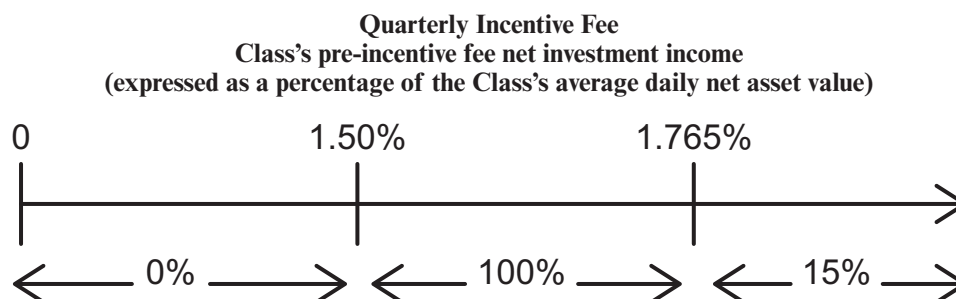 Quarterly Incentive Fee
Class’s pre-incentive fee net investment income
(expressed as a percentage of the Class’s average daily net asset value)
0 1.50% 1.765%
0% 100% 15%